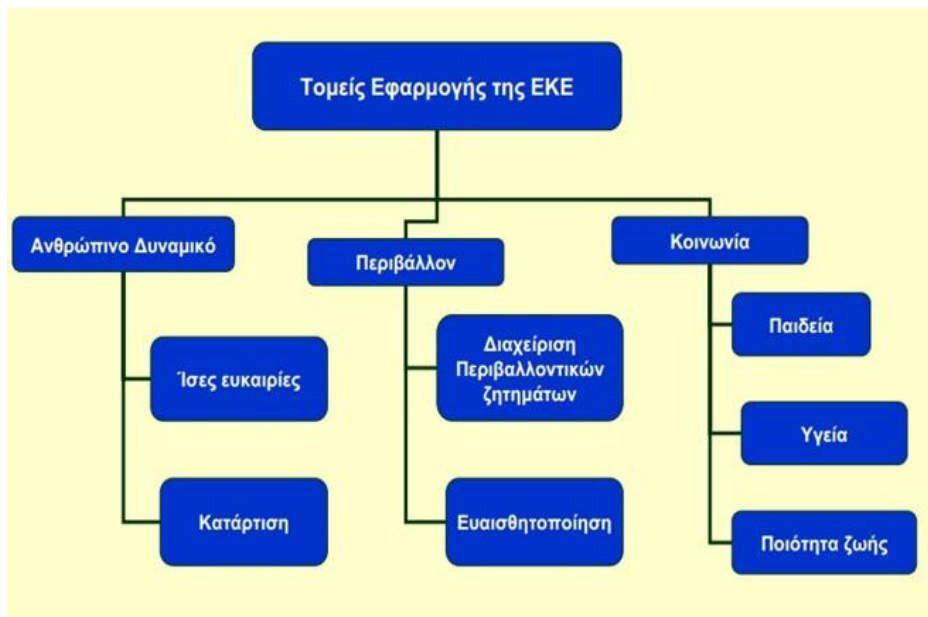 Τομείς Εφαρμογής της ΕΚΕ
Ανθρώπινο Δυναμικό
Ίσες ευκαιρίες
Κατάρτιση
Περιβάλλον
Διαχείριση
Περιβαλλοντικών
ζητημάτων
Ευαισθητοποίηση
Κοινωνία
Παιδεία
Υγεία
Ποιότητα ζωής